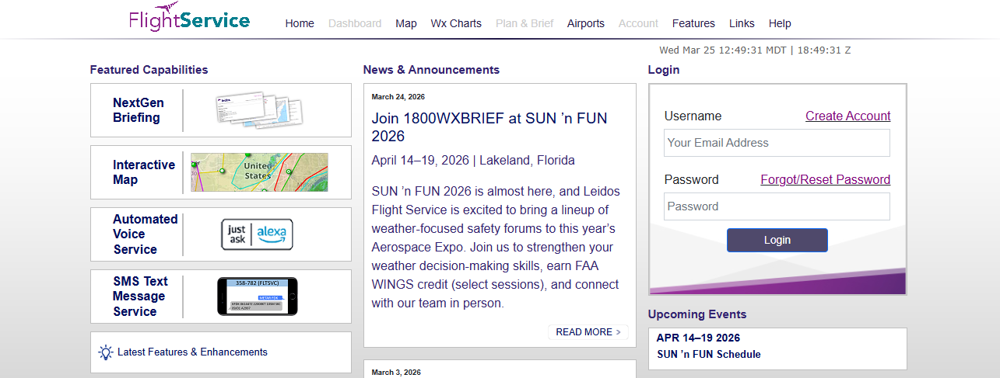 FlightService
Home Dashboard Map Wx Charts Plan & Brief Airports Account Features Links Help
Wed Mar 25 12:49:31 MDT | 18:49:31 Z
Featured Capabilities
NextGen
Briefing
leidos
Interactive
Map
United
States
Automated
Voice
Service
just
ask
alexa
SMS Text
Message
Service
358-782 (FLTSVC)
METAR FDK
Latest Features & Enhancements
News & Announcements
March 24, 2026
Join 1800WXBRIEF at SUN ’n FUN
2026
April 14–19, 2026 | Lakeland, Florida
SUN ’n FUN 2026 is almost here, and Leidos
Flight Service is excited to bring a lineup of
weather-focused safety forums to this year’s
Aerospace Expo. Join us to strengthen your
weather decision-making skills, earn FAA
WINGS credit (select sessions), and connect
with our team in person.
READ MORE >
March 3, 2026
Login
Username
Create Account
Your Email Address
Password
Forgot/Reset Password
Password
Login
Upcoming Events
APR 14–19 2026
SUN ’n FUN Schedule